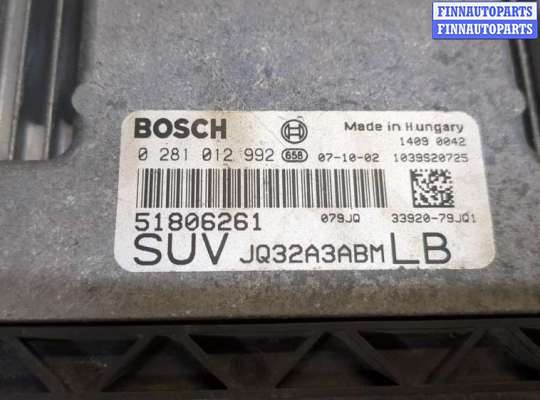 FINNAUTOPARTS
FINNAUTOPARTS
BOSCH Made in Hungary
1409 0042
0 281 012 992 658 07-10-02 1039S20725
51806261 079JQ 33920-79JQ1
SUV JQ32A3ABM LB